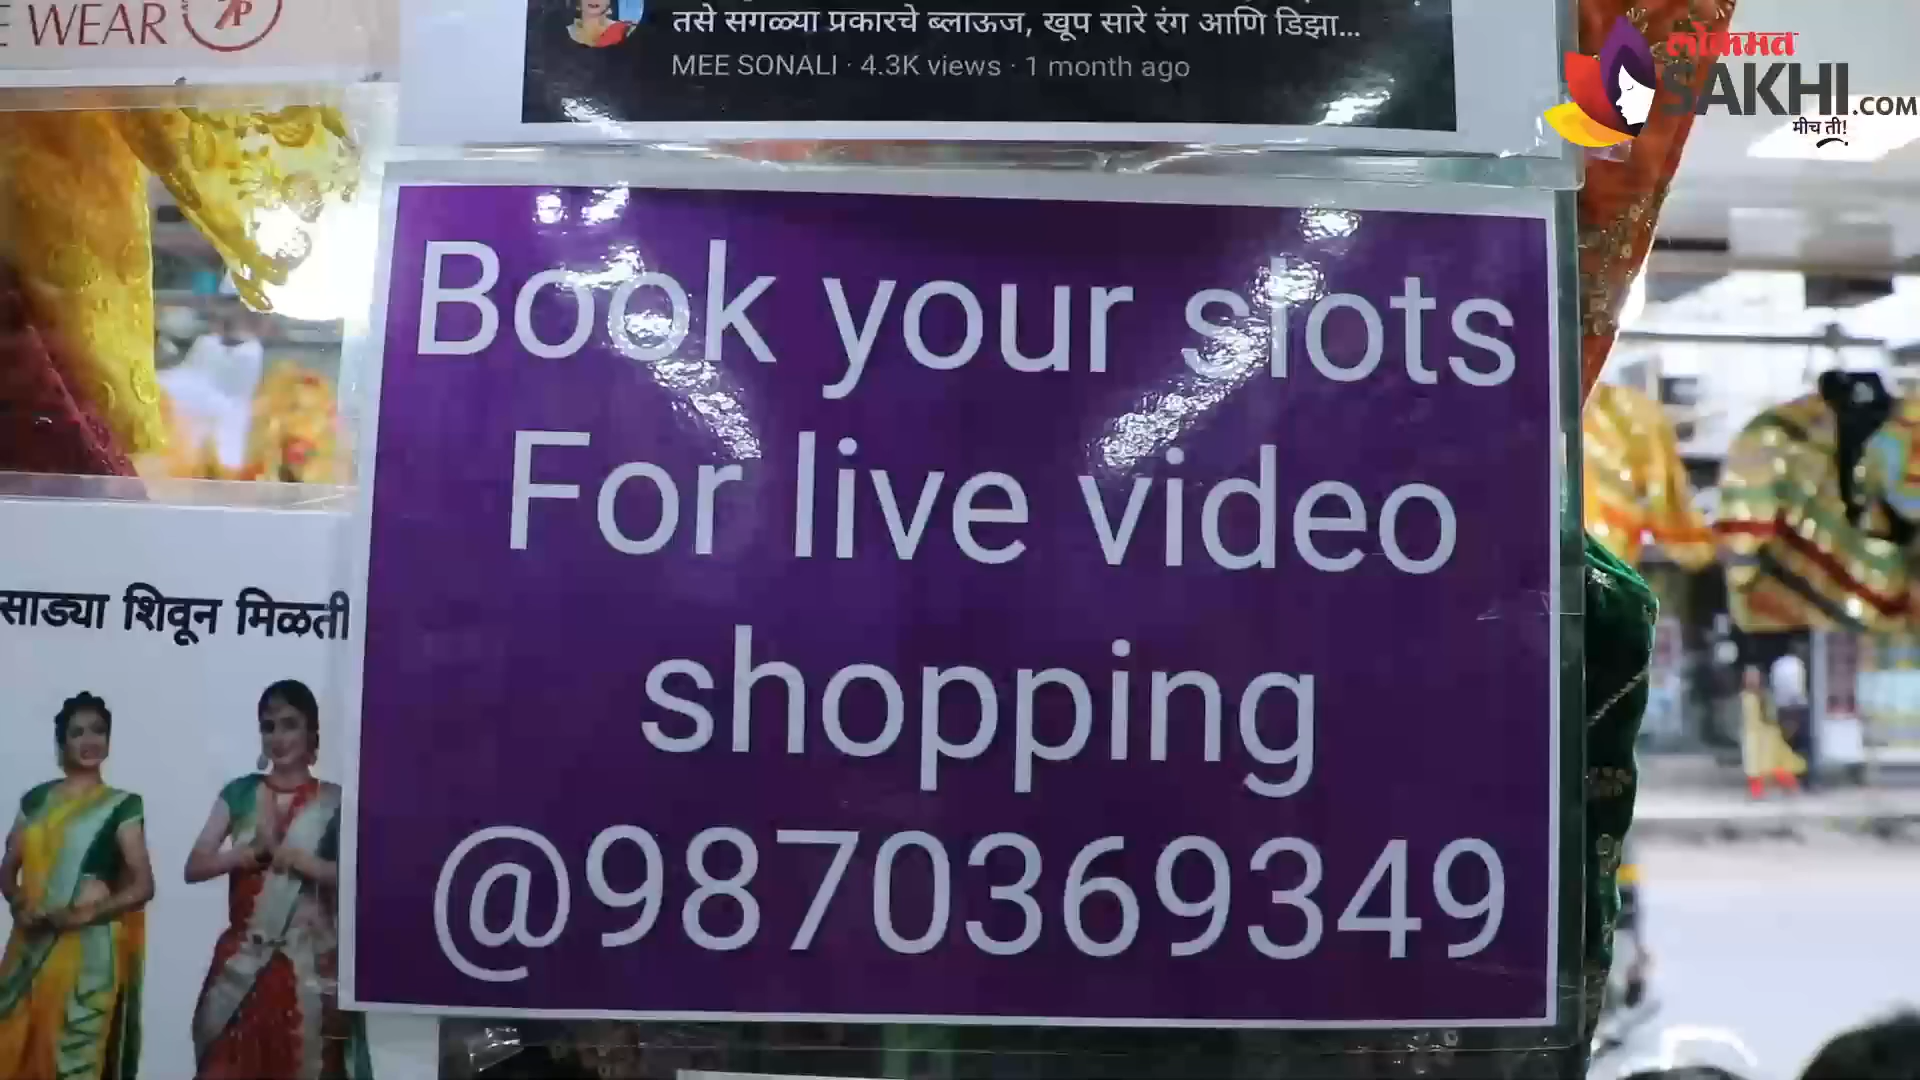 E WEAR
तसे सगळ्या प्रकारचे ब्लाऊज, खूप सारे रंग आणि डिझा...
MEE SONALI · 4.3K views · 1 month ago
लोकमत
SAKHI.COM
मीच ती!
Book your slots
For live video
shopping
@9870369349
साड्या शिवून मिळती